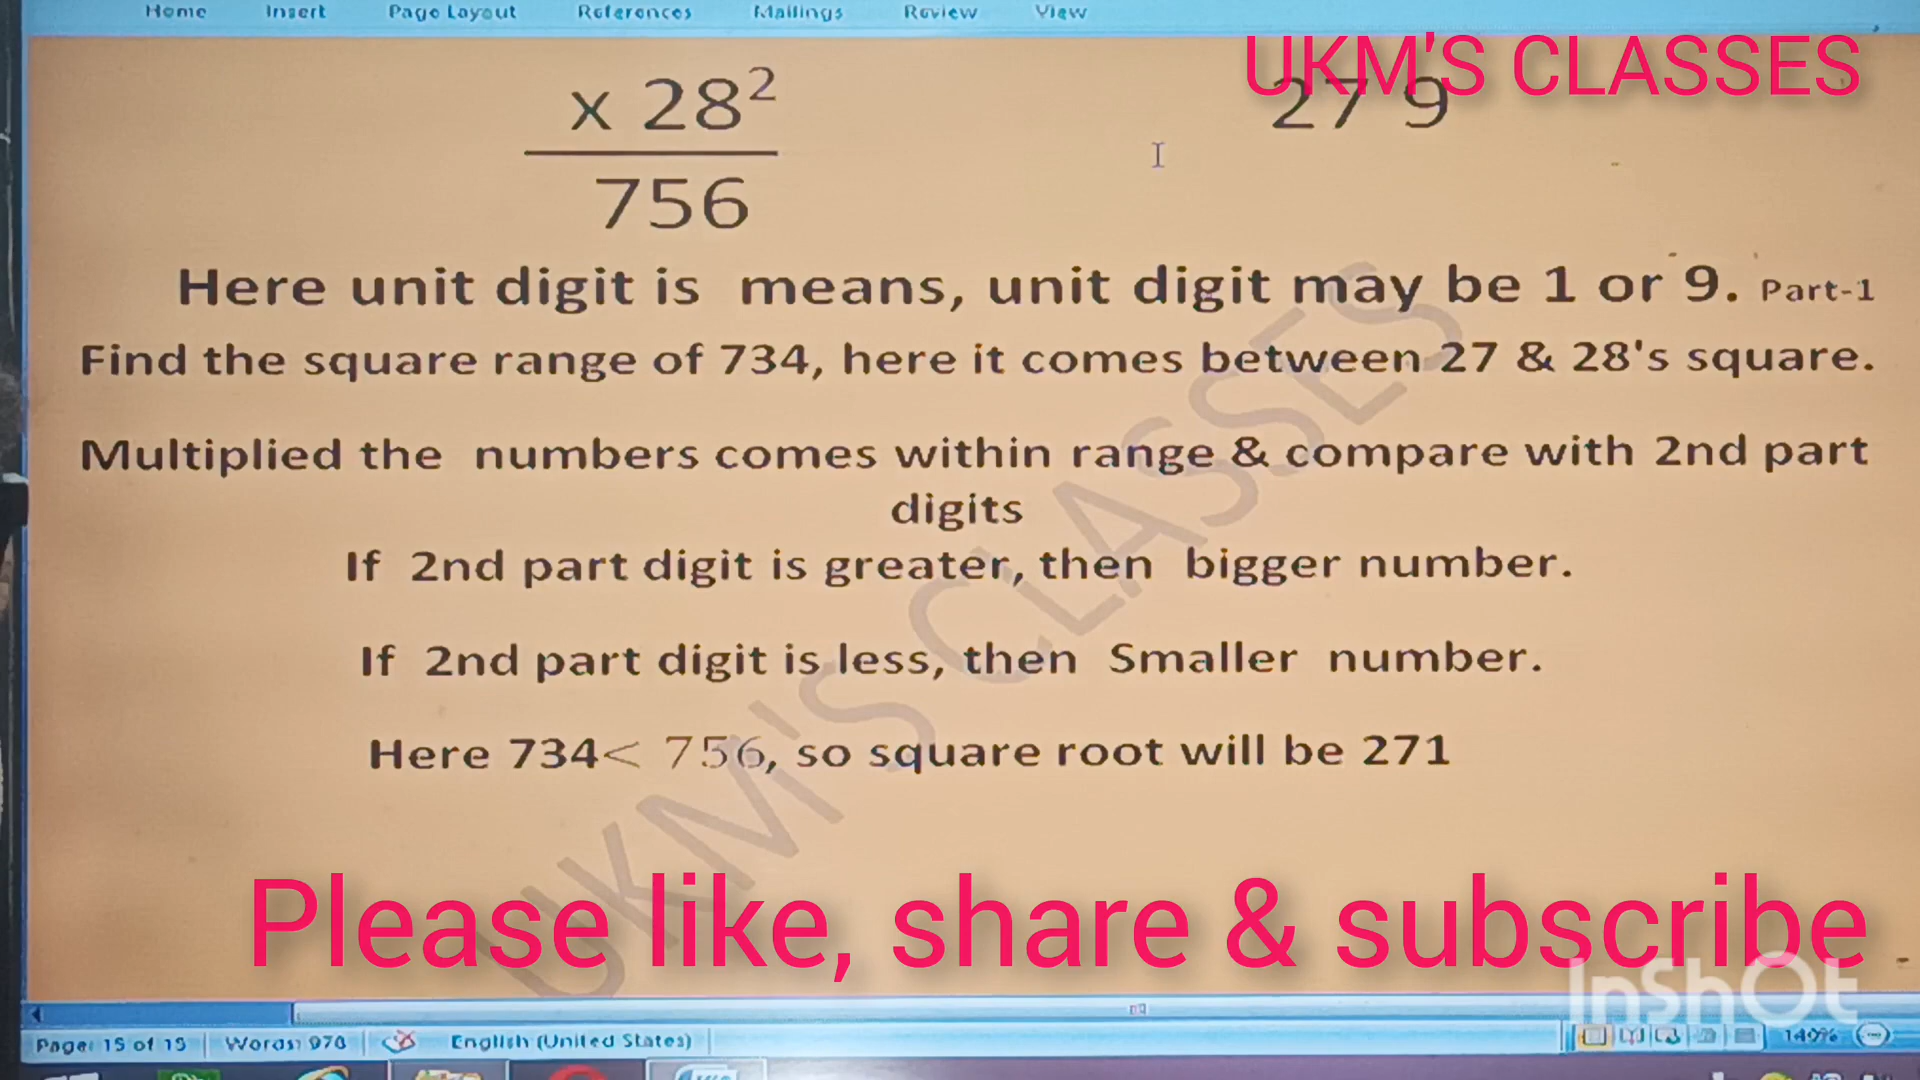 Home Insert Page Layout References Mailings Review View
UKM'S CLASSES
x 28²
27 9
756
Here unit digit is means, unit digit may be 1 or 9. Part-1
Find the square range of 734, here it comes between 27 & 28's square.
Multiplied the numbers comes within range & compare with 2nd part
digits
If 2nd part digit is greater, then bigger number.
If 2nd part digit is less, then Smaller number.
Here 734< 756, so square root will be 271
UKM'S CLASSES
Please like, share & subscribe
InShOt
Page: 15 of 15 Words: 978 English (United States) 149%